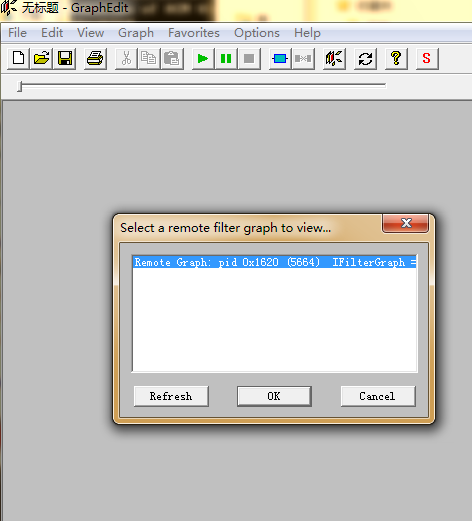 无标题 - GraphEdit
File Edit View Graph Favorites Options Help
S
Select a remote filter graph to view...
Remote Graph: pid 0x1620 (5664) IFilterGraph =
Refresh OK Cancel